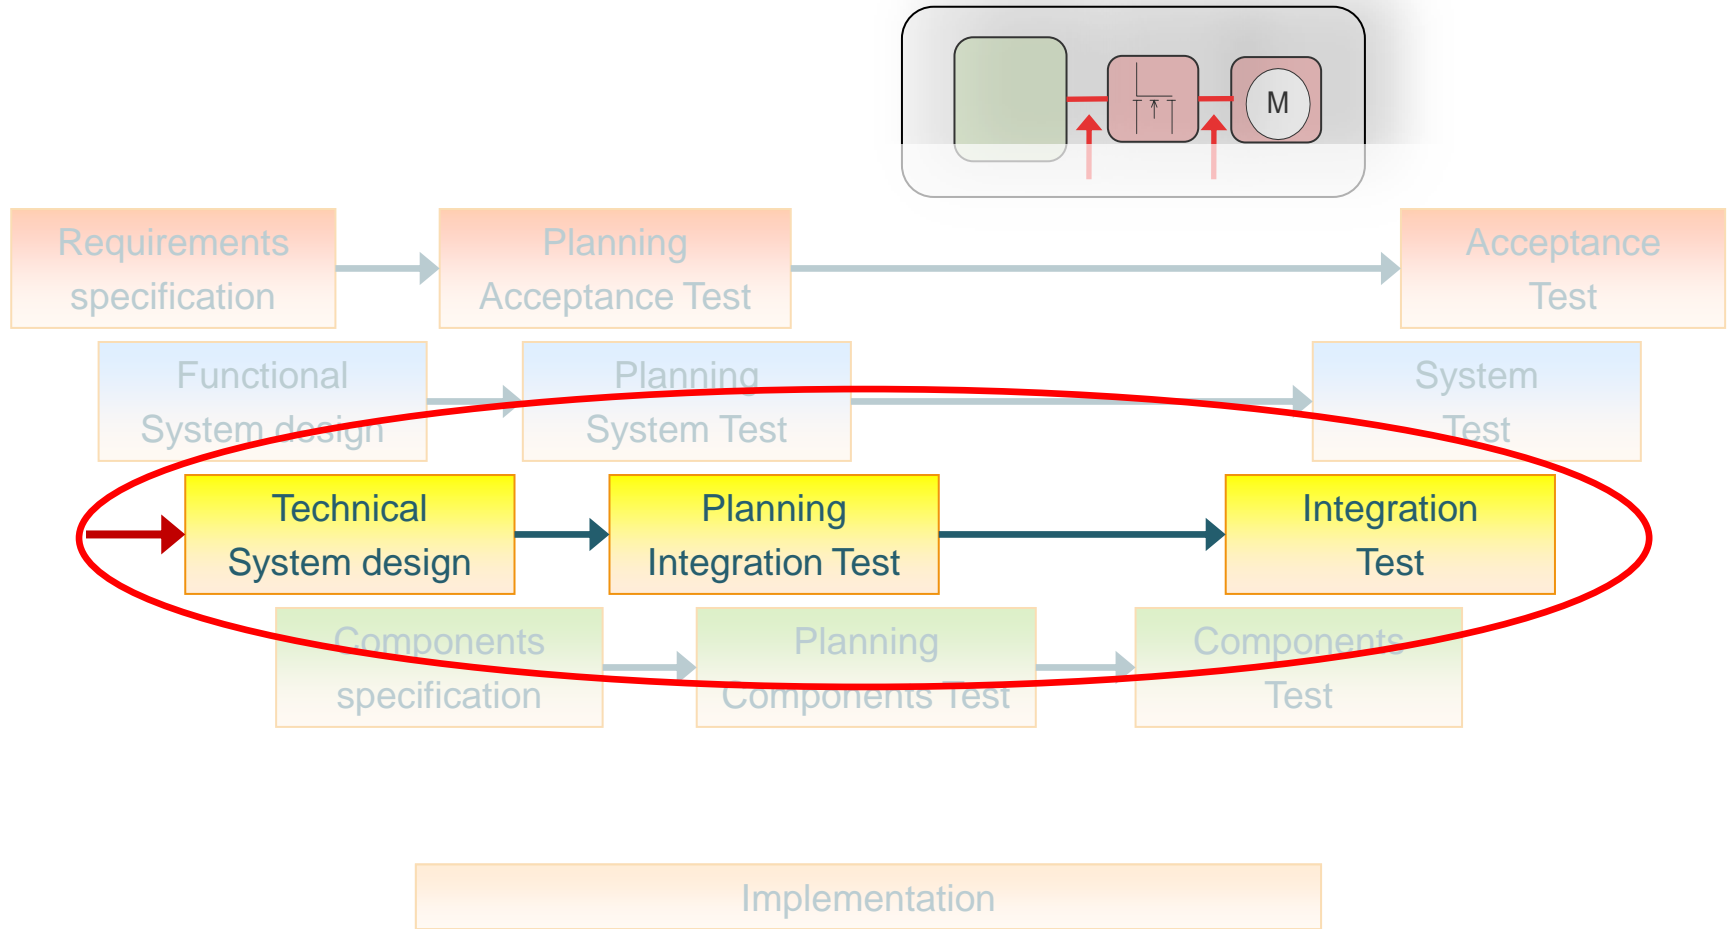 M
Requirements
specification
Planning
Acceptance Test
Acceptance
Test
Functional
System design
Planning
System Test
System
Test
Technical
System design
Planning
Integration Test
Integration
Test
Components
specification
Planning
Components Test
Components
Test
Implementation